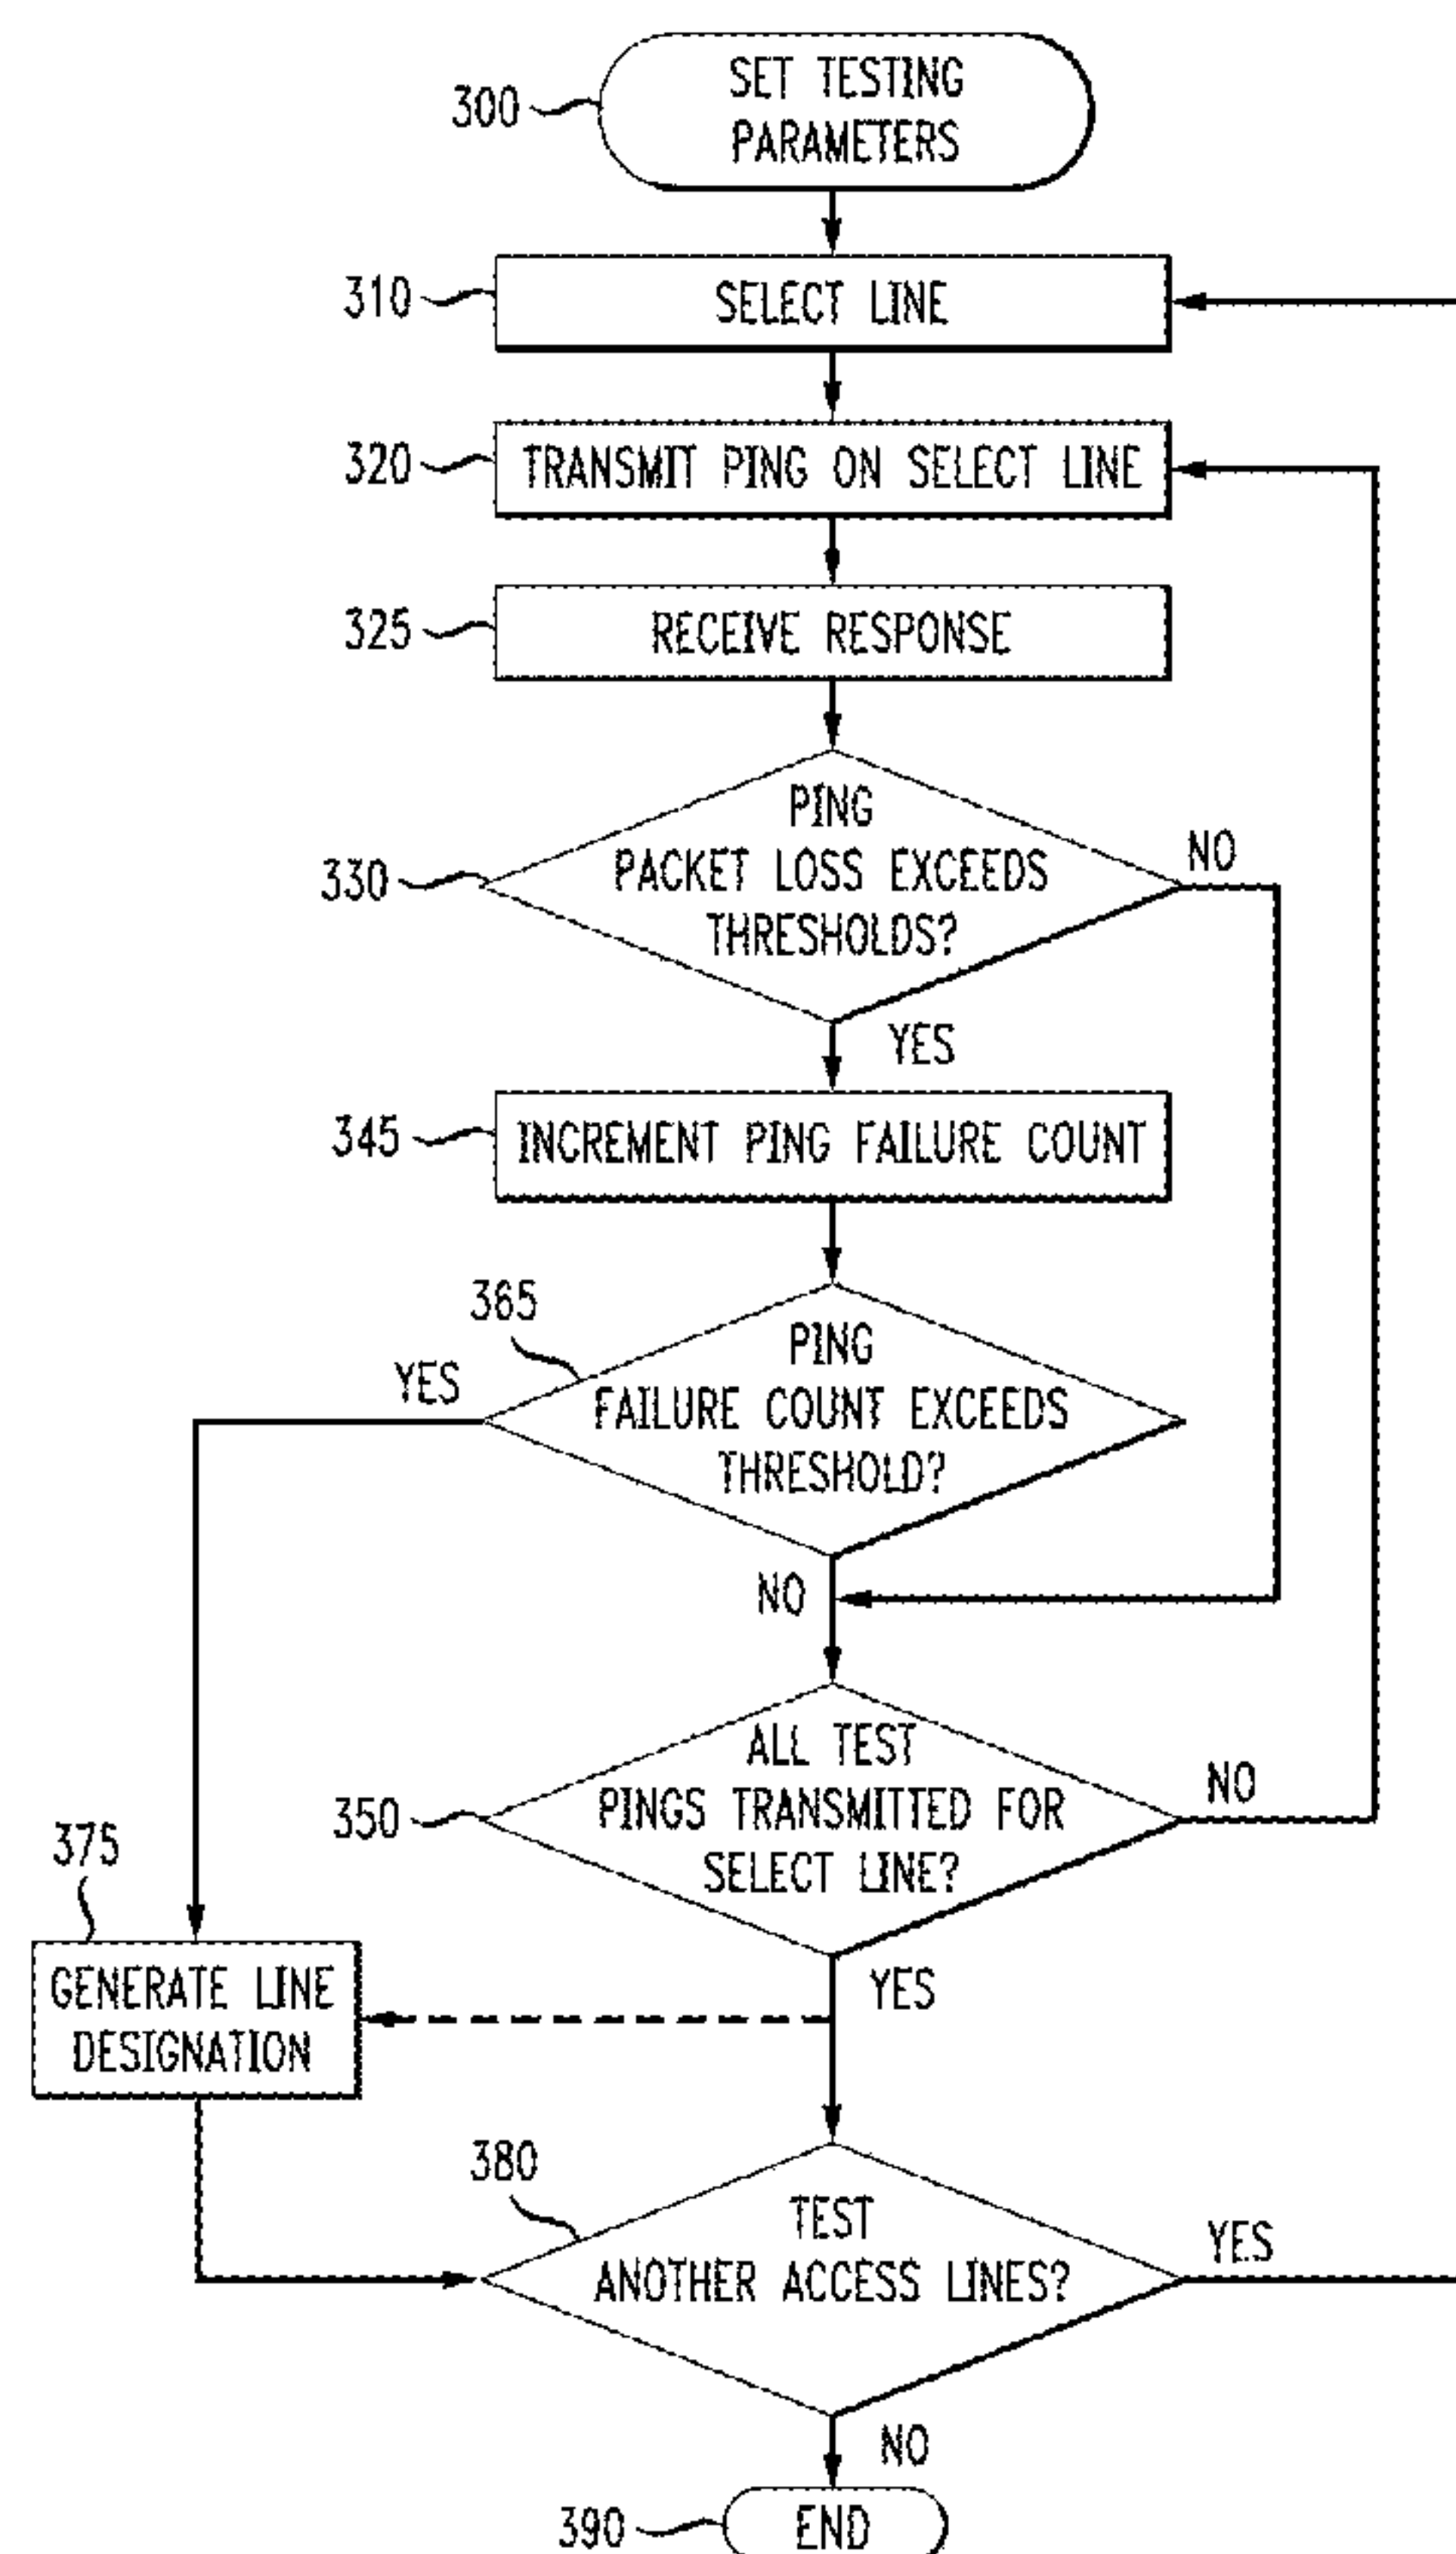 300
SET TESTING
PARAMETERS
310
SELECT LINE
320
TRANSMIT PING ON SELECT LINE
325
RECEIVE RESPONSE
330
PING
PACKET LOSS EXCEEDS
THRESHOLDS?
NO
YES
345
INCREMENT PING FAILURE COUNT
365
PING
FAILURE COUNT EXCEEDS
THRESHOLD?
YES
NO
350
ALL TEST
PINGS TRANSMITTED FOR
SELECT LINE?
NO
YES
375
GENERATE LINE
DESIGNATION
380
TEST
ANOTHER ACCESS LINES?
YES
NO
390
END